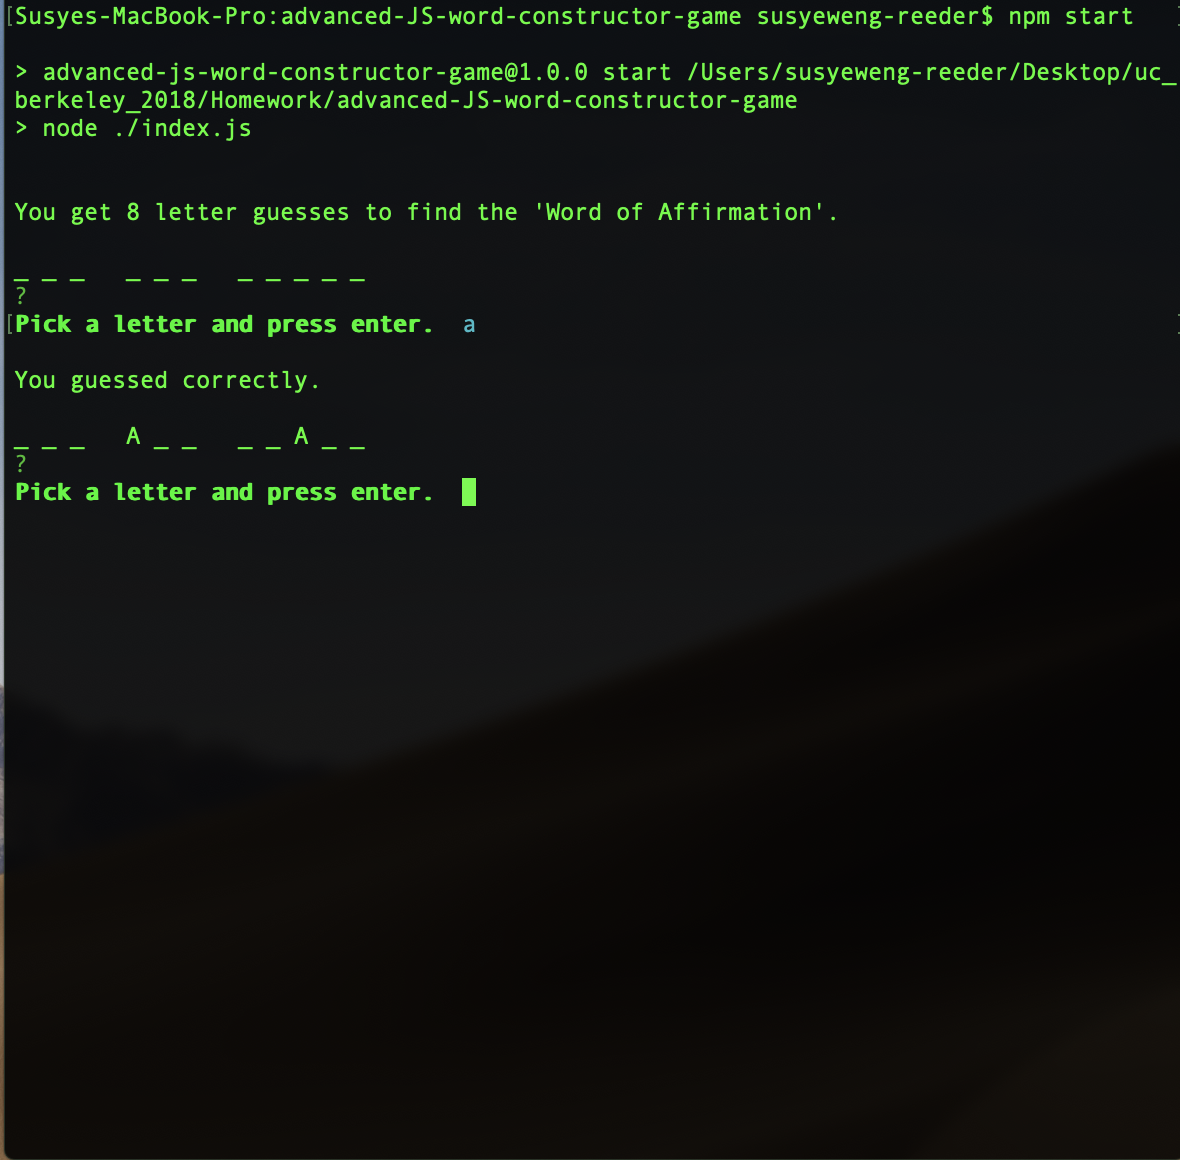 [Susyes-MacBook-Pro:advanced-JS-word-constructor-game susyeweng-reeder$ npm start ]
> advanced-js-word-constructor-game@1.0.0 start /Users/susyeweng-reeder/Desktop/uc_
berkeley_2018/Homework/advanced-JS-word-constructor-game
> node ./index.js
You get 8 letter guesses to find the 'Word of Affirmation'.
_ _ _   _ _ _   _ _ _ _ _
?
[Pick a letter and press enter.  a ]
You guessed correctly.
_ _ _   A _ _   _ _ A _ _
?
Pick a letter and press enter.